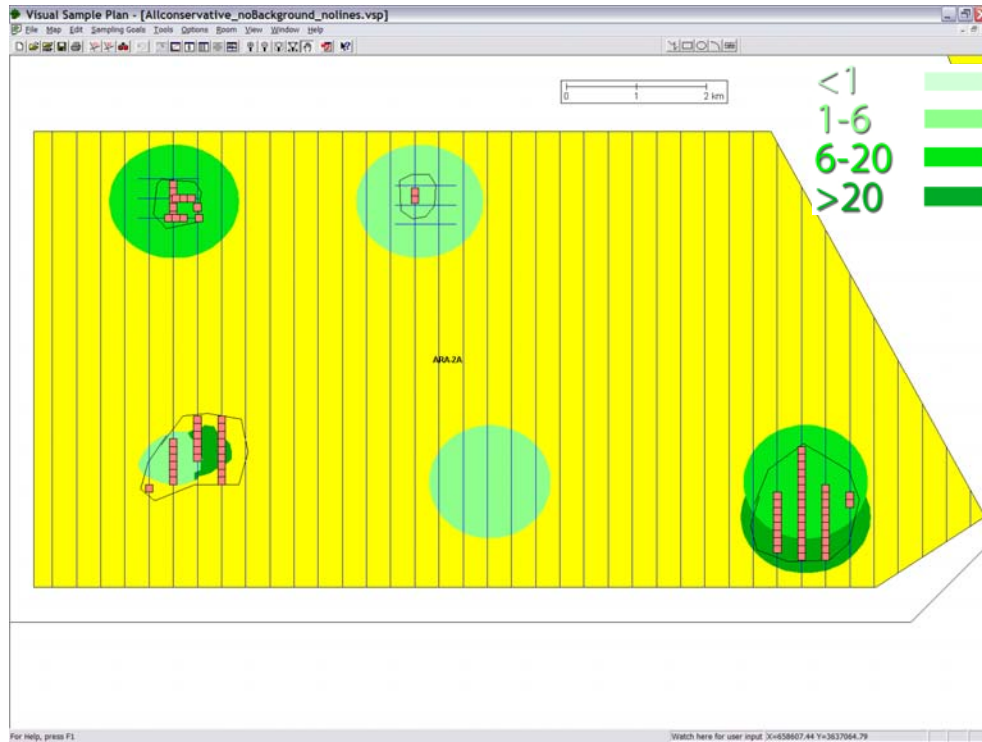 Visual Sample Plan - [Allconservative_noBackground_nolines.vsp]
File Map Edit Sampling Goals Tools Options Room View Window Help
0 1 2 km
<1
1-6
6-20
>20
ARA-2A
For Help, press F1
Watch here for user input X=658607.44 Y=3637064.79